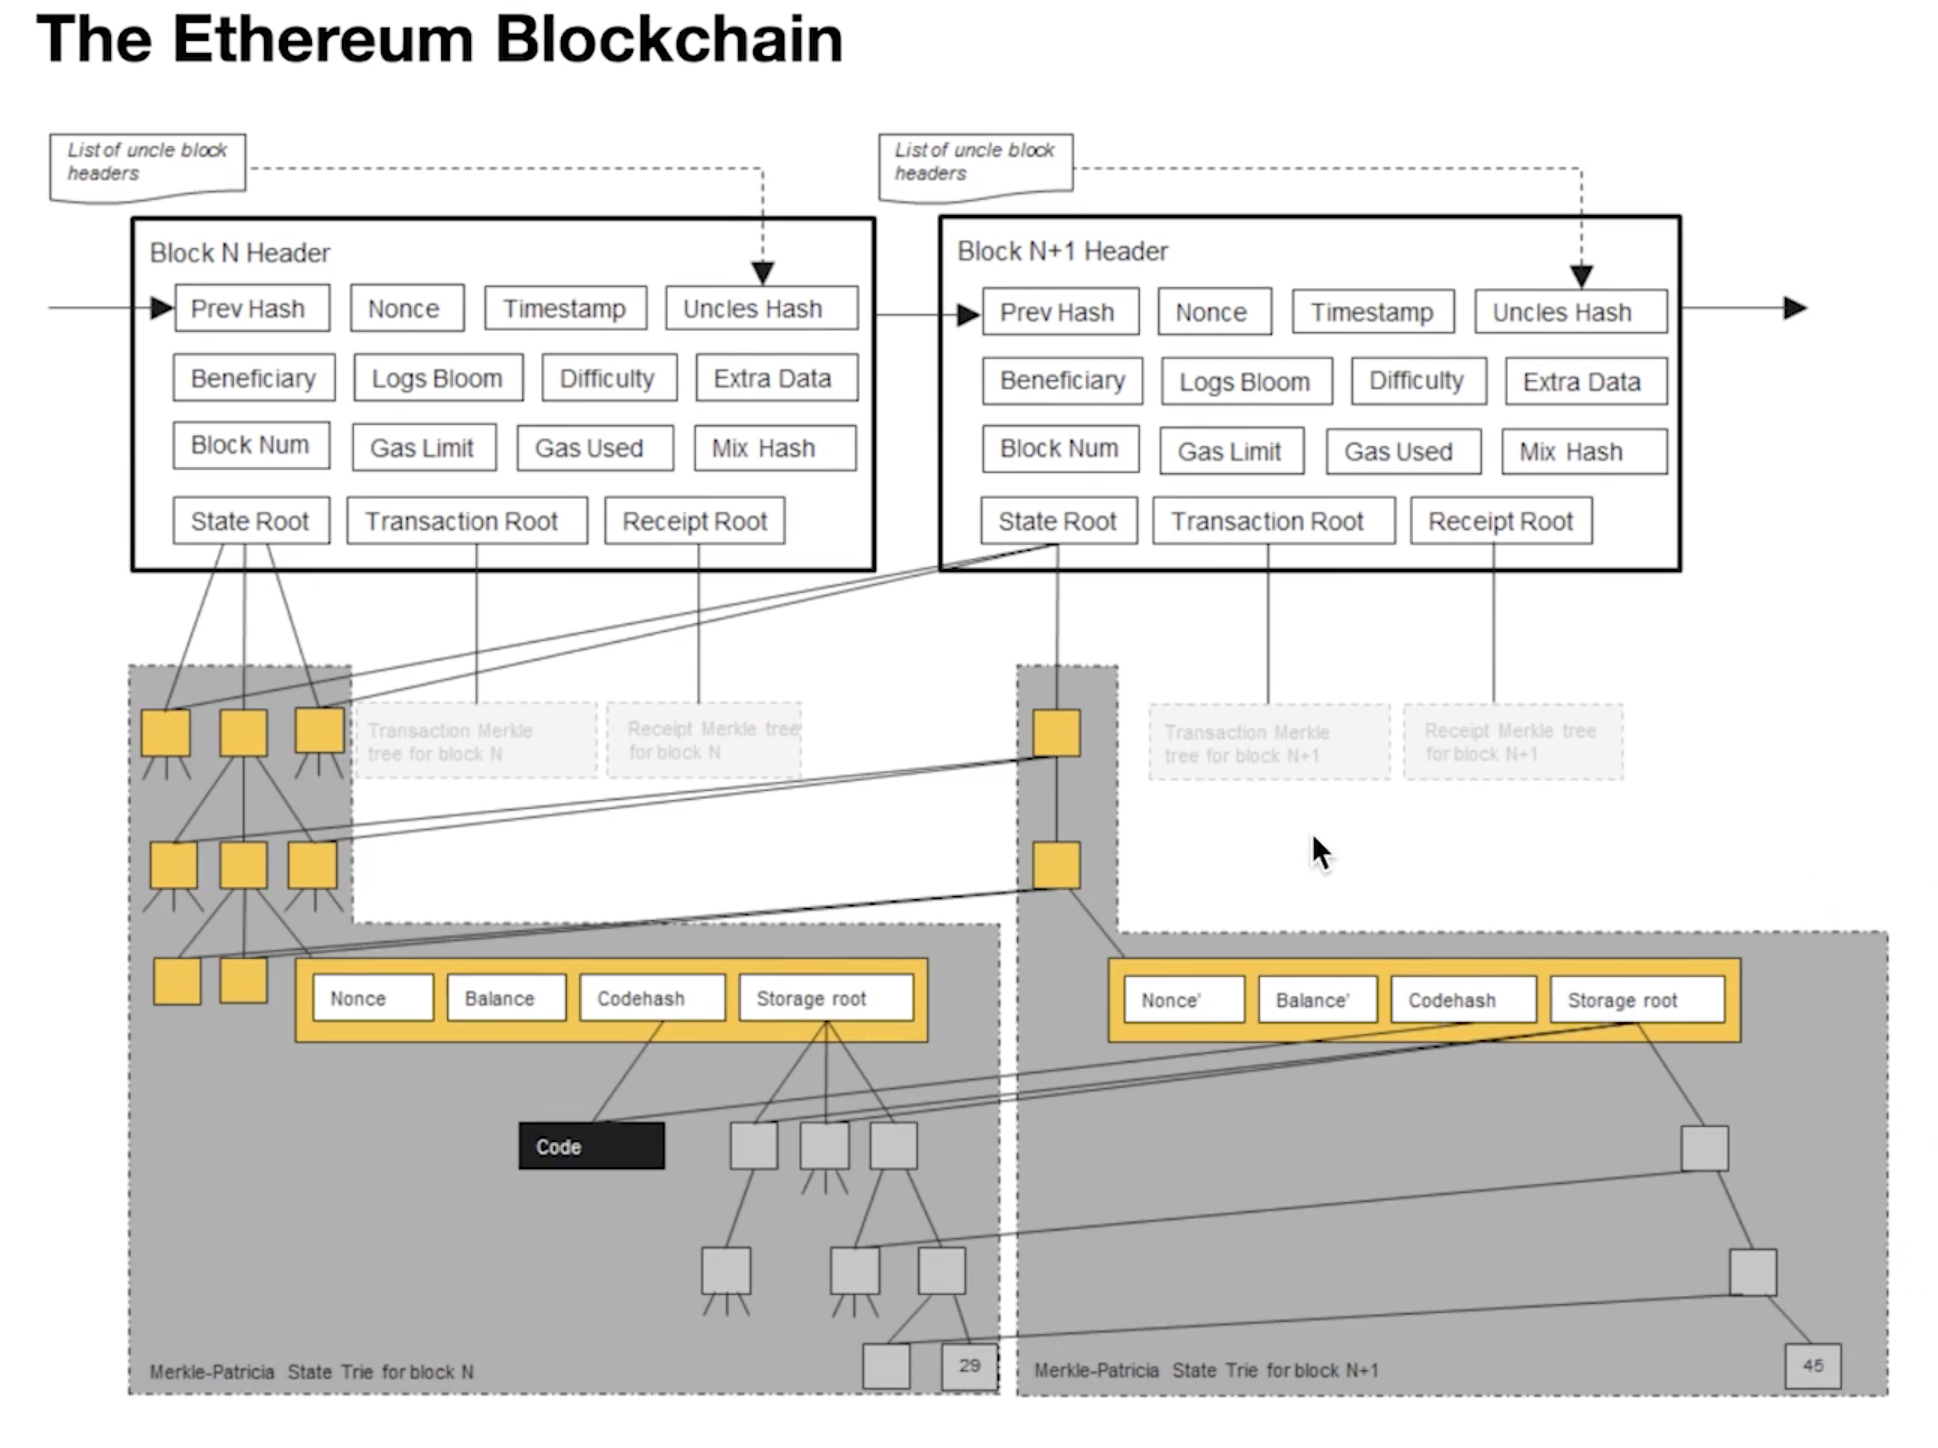 The Ethereum Blockchain
List of uncle block
headers
List of uncle block
headers
Block N Header
Prev Hash
Nonce
Timestamp
Uncles Hash
Beneficiary
Logs Bloom
Difficulty
Extra Data
Block Num
Gas Limit
Gas Used
Mix Hash
State Root
Transaction Root
Receipt Root
Block N+1 Header
Prev Hash
Nonce
Timestamp
Uncles Hash
Beneficiary
Logs Bloom
Difficulty
Extra Data
Block Num
Gas Limit
Gas Used
Mix Hash
State Root
Transaction Root
Receipt Root
Transaction Merkle
tree for block N
Receipt Merkle tree
for block N
Transaction Merkle
tree for block N+1
Receipt Merkle tree
for block N+1
Nonce
Balance
Codehash
Storage root
Nonce'
Balance'
Codehash
Storage root
Code
29
45
Merkle-Patricia State Trie for block N
Merkle-Patricia State Trie for block N+1